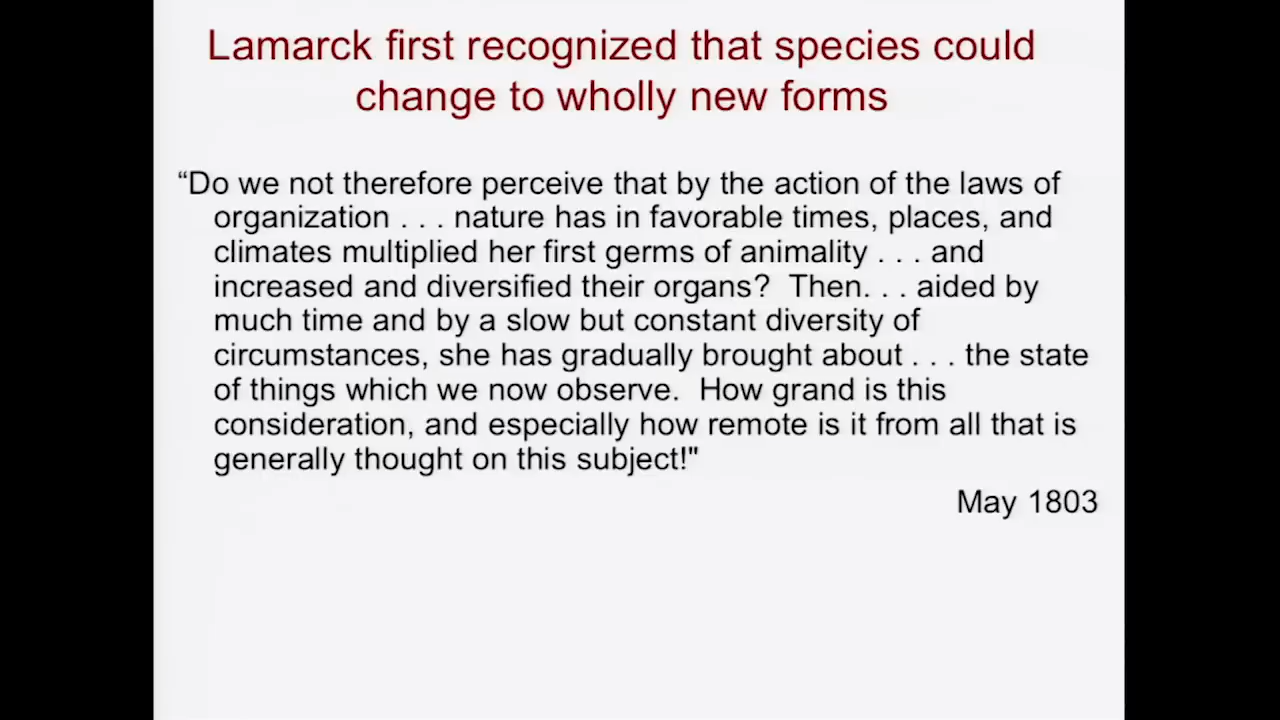 Lamarck first recognized that species could
change to wholly new forms
“Do we not therefore perceive that by the action of the laws of
organization . . . nature has in favorable times, places, and
climates multiplied her first germs of animality . . . and
increased and diversified their organs?  Then. . . aided by
much time and by a slow but constant diversity of
circumstances, she has gradually brought about . . . the state
of things which we now observe.  How grand is this
consideration, and especially how remote is it from all that is
generally thought on this subject!"
May 1803